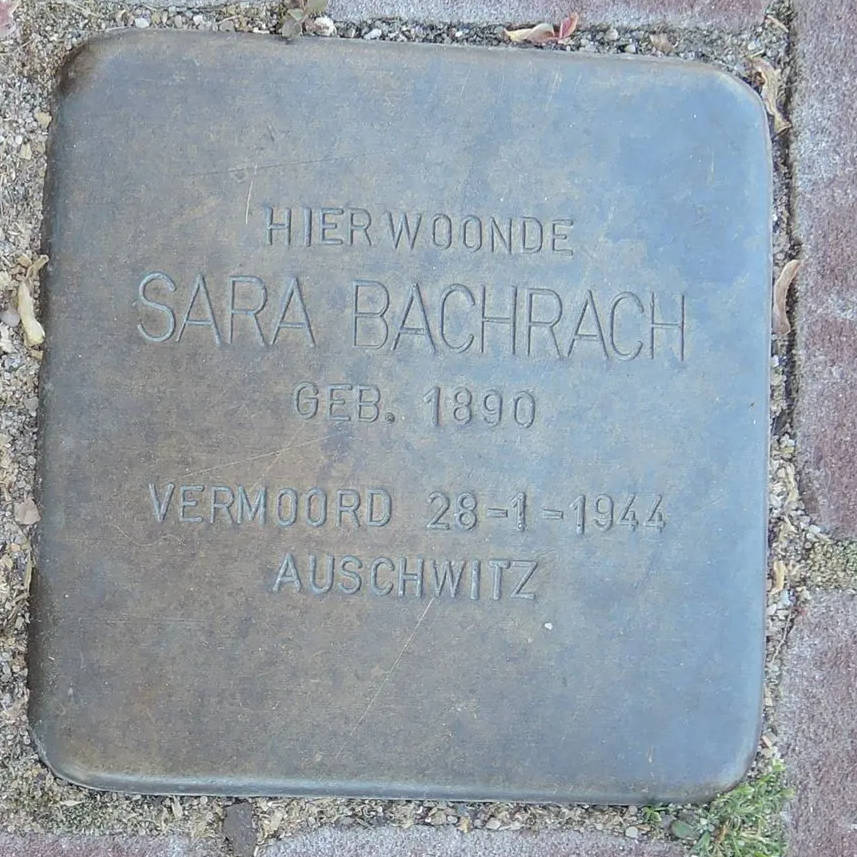 HIER WOONDE
SARA BACHRACH
GEB. 1890
VERMOORD 28-1-1944
AUSCHWITZ